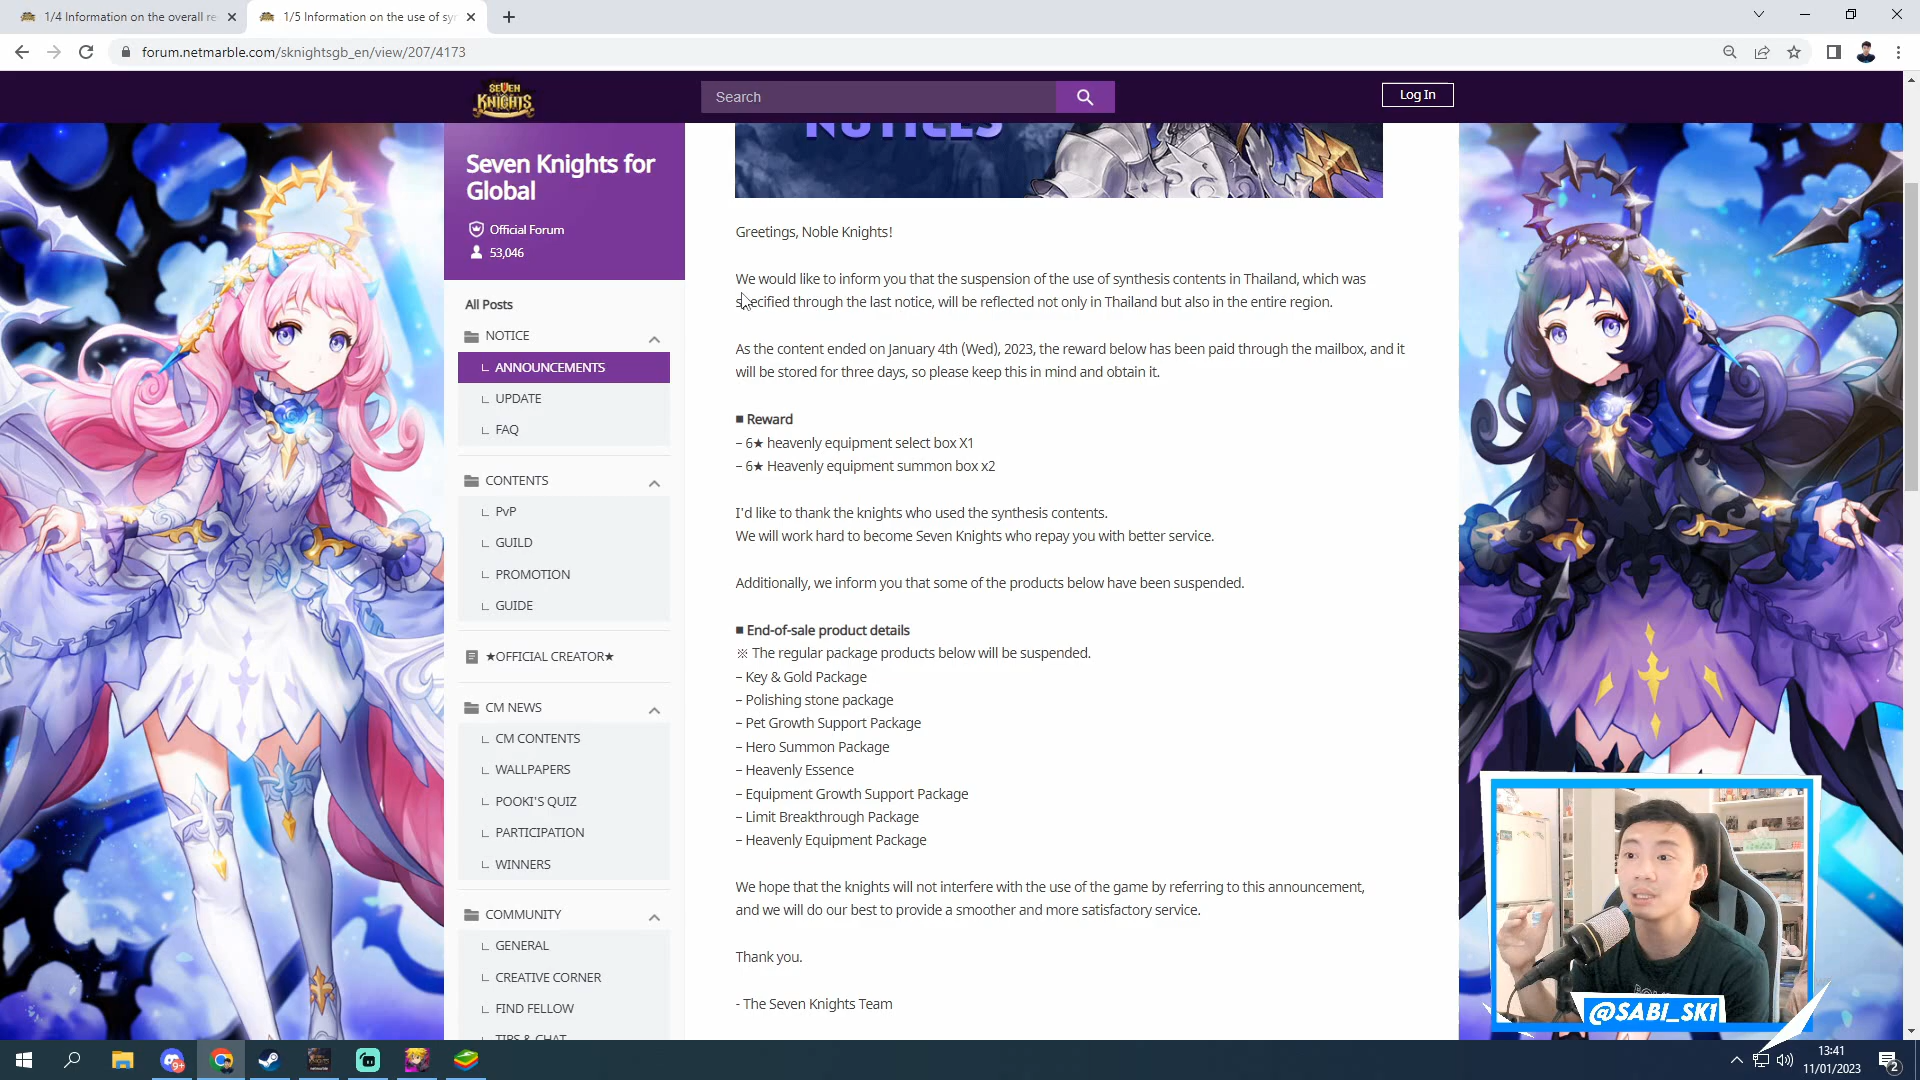 1/4 Information on the overall re
1/5 Information on the use of syn
forum.netmarble.com/sknightsgb_en/view/207/4173
SEVEN
KNIGHTS
Search
Log In
NOTICES
Seven Knights for
Global
Official Forum
53,046
All Posts
NOTICE
ANNOUNCEMENTS
UPDATE
FAQ
CONTENTS
PvP
GUILD
PROMOTION
GUIDE
★OFFICIAL CREATOR★
CM NEWS
CM CONTENTS
WALLPAPERS
POOKI'S QUIZ
PARTICIPATION
WINNERS
COMMUNITY
GENERAL
CREATIVE CORNER
FIND FELLOW
TIPS & CHAT
Greetings, Noble Knights!
We would like to inform you that the suspension of the use of synthesis contents in Thailand, which was
specified through the last notice, will be reflected not only in Thailand but also in the entire region.
As the content ended on January 4th (Wed), 2023, the reward below has been paid through the mailbox, and it
will be stored for three days, so please keep this in mind and obtain it.
■ Reward
– 6★ heavenly equipment select box X1
– 6★ Heavenly equipment summon box x2
I'd like to thank the knights who used the synthesis contents.
We will work hard to become Seven Knights who repay you with better service.
Additionally, we inform you that some of the products below have been suspended.
■ End-of-sale product details
※ The regular package products below will be suspended.
– Key & Gold Package
– Polishing stone package
– Pet Growth Support Package
– Hero Summon Package
– Heavenly Essence
– Equipment Growth Support Package
– Limit Breakthrough Package
– Heavenly Equipment Package
We hope that the knights will not interfere with the use of the game by referring to this announcement,
and we will do our best to provide a smoother and more satisfactory service.
Thank you.
- The Seven Knights Team
@SABI_SK1
9+
13:41
11/01/2023
2